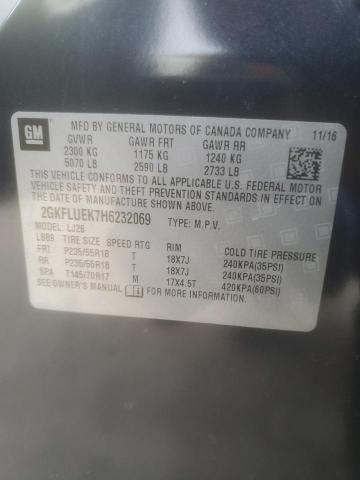 GM
MFD BY GENERAL MOTORS OF CANADA COMPANY 11/16
GVWR GAWR FRT GAWR RR
2300 KG 1175 KG 1240 KG
5070 LB 2590 LB 2733 LB
THIS VEHICLE CONFORMS TO ALL APPLICABLE U.S. FEDERAL MOTOR
VEHICLE SAFETY, BUMPER, AND THEFT PREVENTION STANDARDS IN
EFFECT ON THE DATE OF MANUFACTURE SHOWN ABOVE.
2GKFLUEK7H6232069 TYPE: M.P.V.
MODEL: LJ26
LBB9 TIRE SIZE SPEED RTG RIM COLD TIRE PRESSURE
FRT P235/55R18 T 18X7J 240KPA(35PSI)
RR P235/55R18 T 18X7J 240KPA(35PSI)
SPA T145/70R17 M 17X4.5T 420KPA(60PSI)
SEE OWNER'S MANUAL FOR MORE INFORMATION.